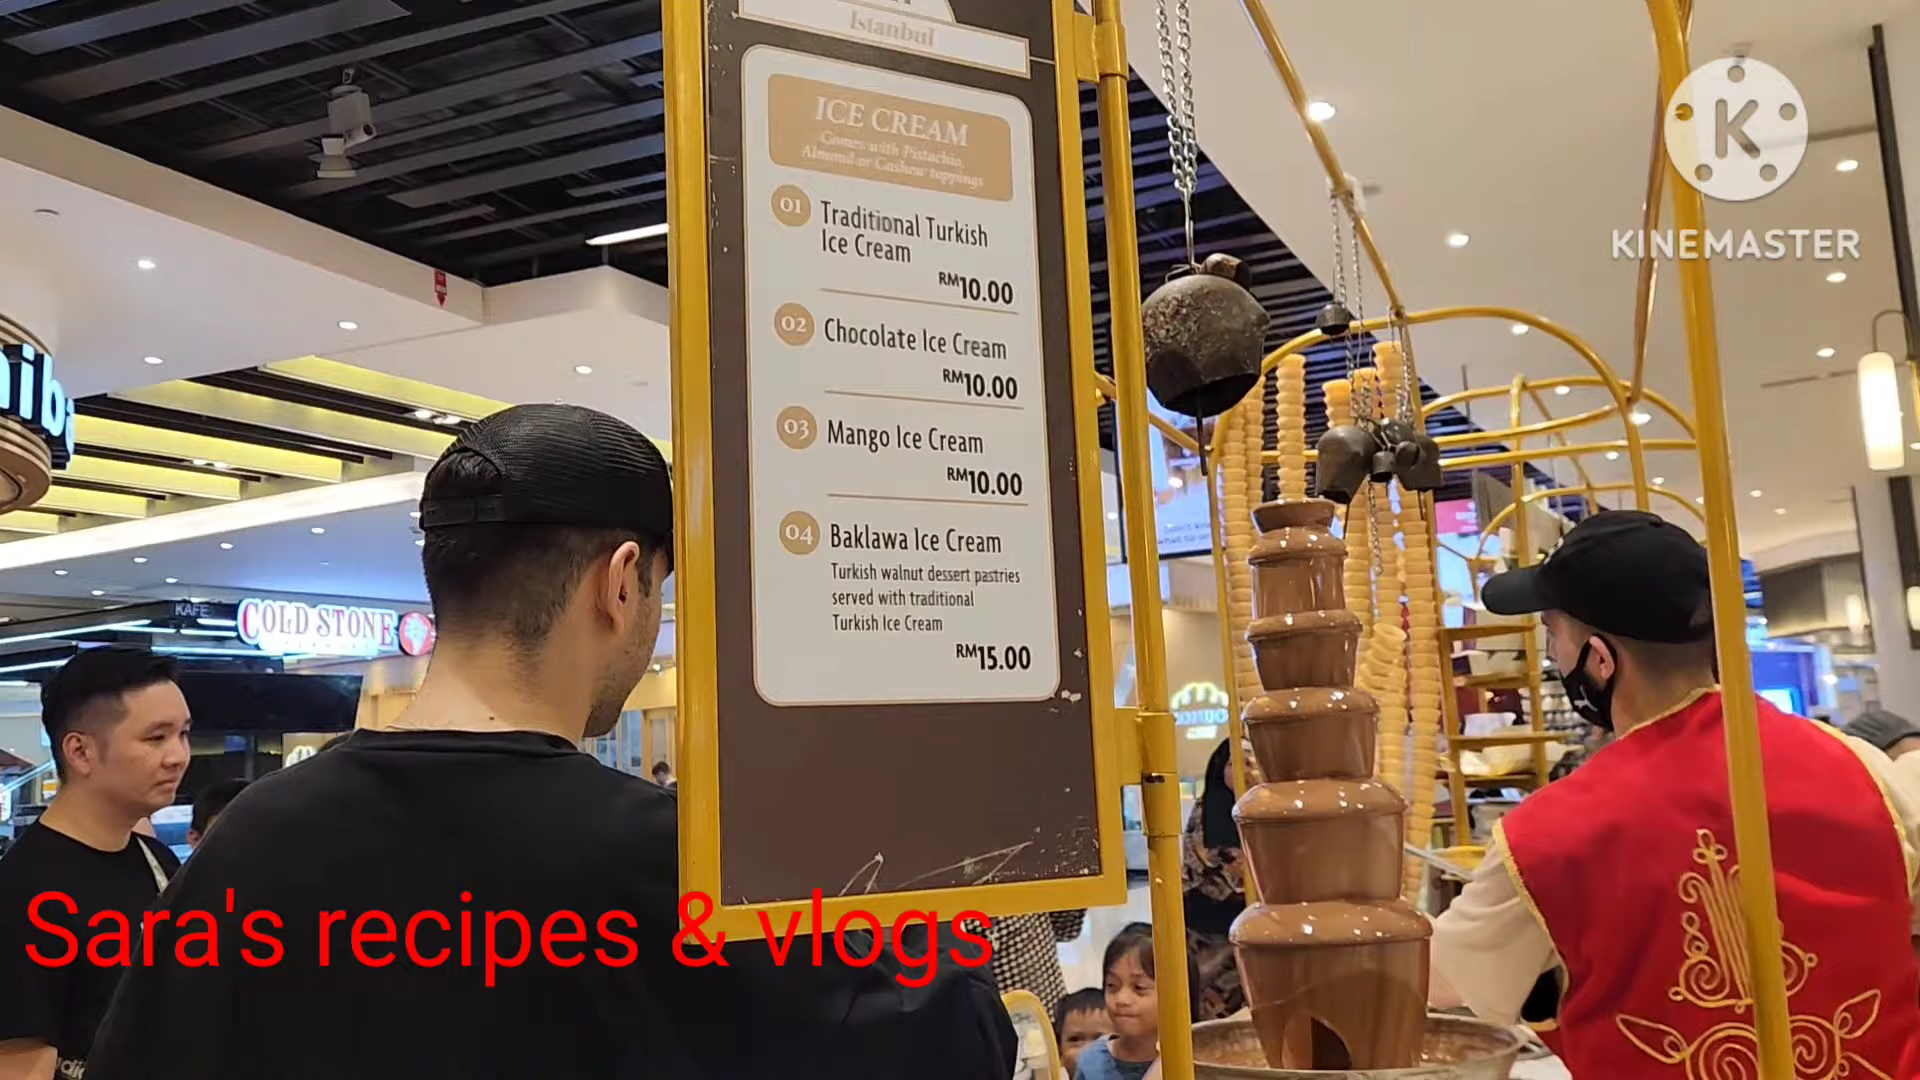 Istanbul
ICE CREAM
Comes with Pistachio,
Almond or Cashew toppings
01 Traditional Turkish
Ice Cream
RM10.00
02 Chocolate Ice Cream
RM10.00
03 Mango Ice Cream
RM10.00
04 Baklawa Ice Cream
Turkish walnut dessert pastries
served with traditional
Turkish Ice Cream
RM15.00
K
KINEMASTER
KAFE
COLD STONE
Sara's recipes & vlogs